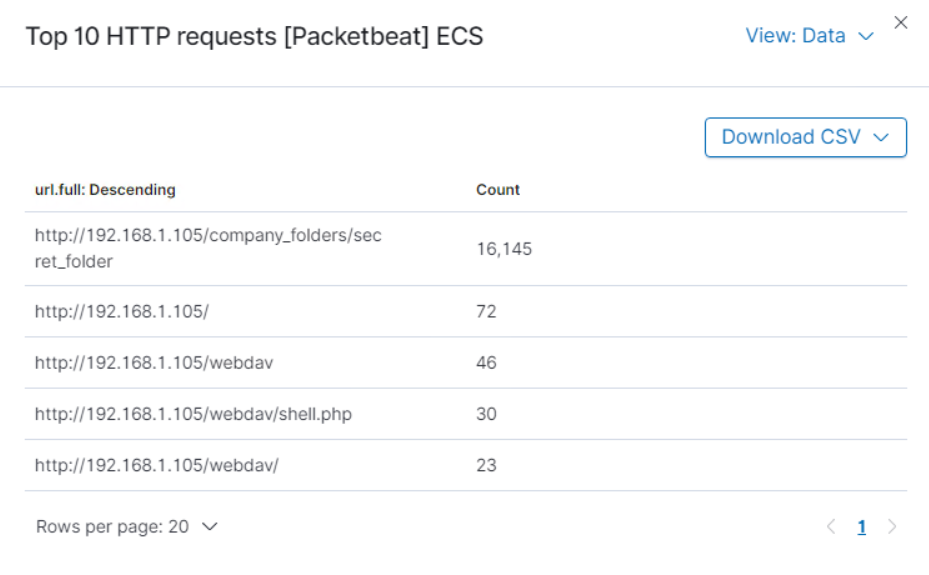 Top 10 HTTP requests [Packetbeat] ECS
View: Data
Download CSV
url.full: Descending Count
http://192.168.1.105/company_folders/sec
ret_folder 16,145
http://192.168.1.105/ 72
http://192.168.1.105/webdav 46
http://192.168.1.105/webdav/shell.php 30
http://192.168.1.105/webdav/ 23
Rows per page: 20 1